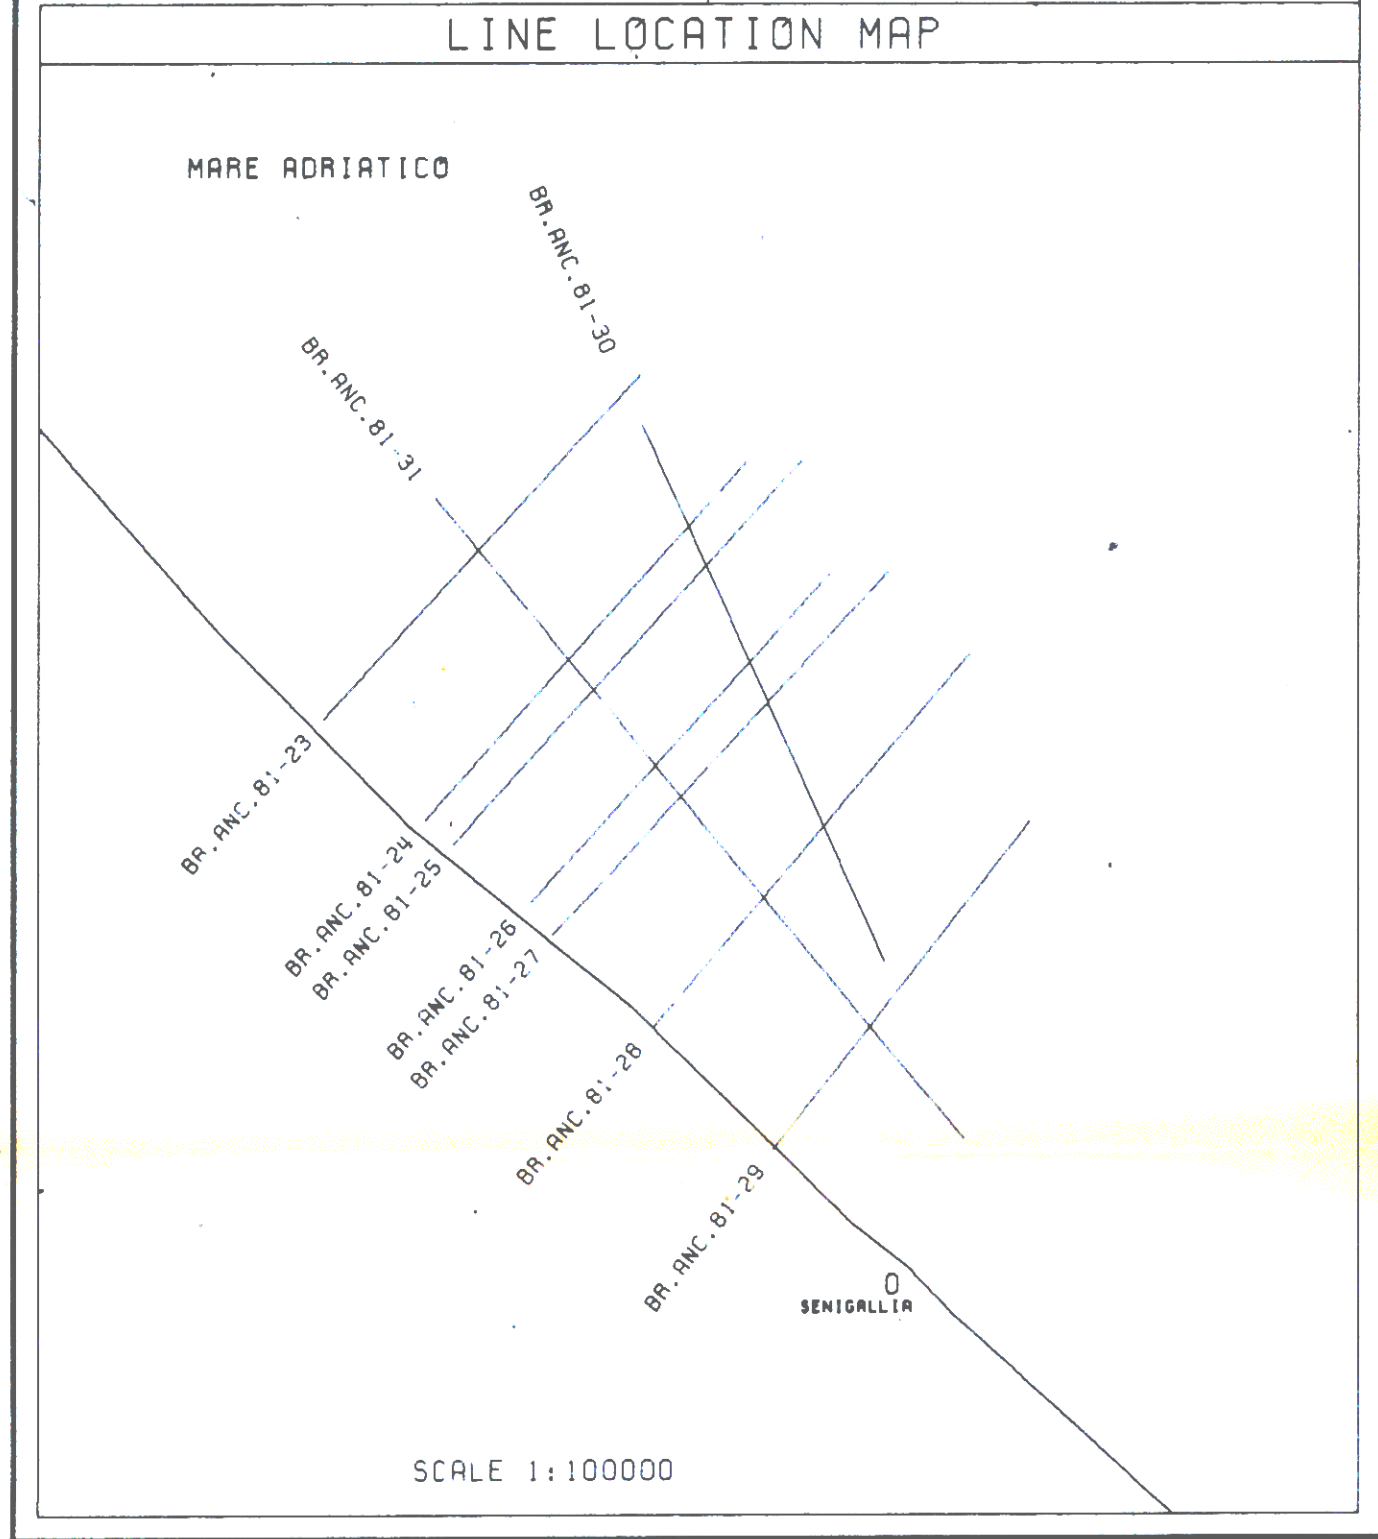 LINE LOCATION MAP
MARE ADRIATICO
BR.ANC.81-30
BR.ANC.81-31
BR.ANC.81-23
BR.ANC.81-24
BR.ANC.81-25
BR.ANC.81-26
BR.ANC.81-27
BR.ANC.81-28
BR.ANC.81-29
O
SENIGALLIA
SCALE 1:100000